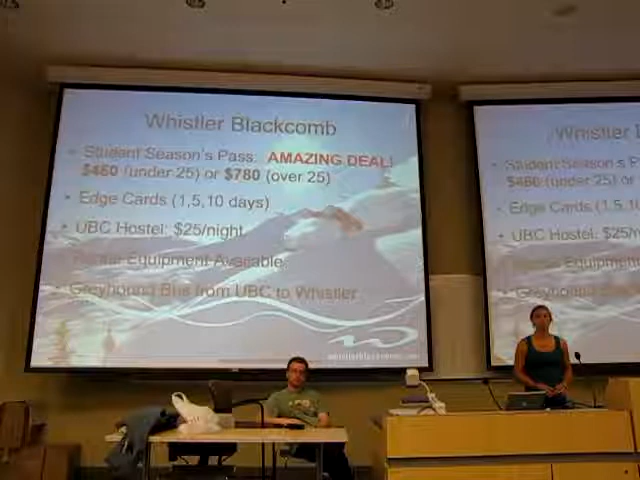 Whistler Blackcomb
• Student Season's Pass: AMAZING DEAL!
$460 (under 25) or $780 (over 25)
• Edge Cards (1,5,10 days)
• UBC Hostel: $25/night
• Rental Equipment Available
• Greyhound Bus from UBC to Whistler
Whistler
• Student Season's P
$460 (under 25) or
• Edge Cards (1,5,10
• UBC Hostel: $25/n
Equipment